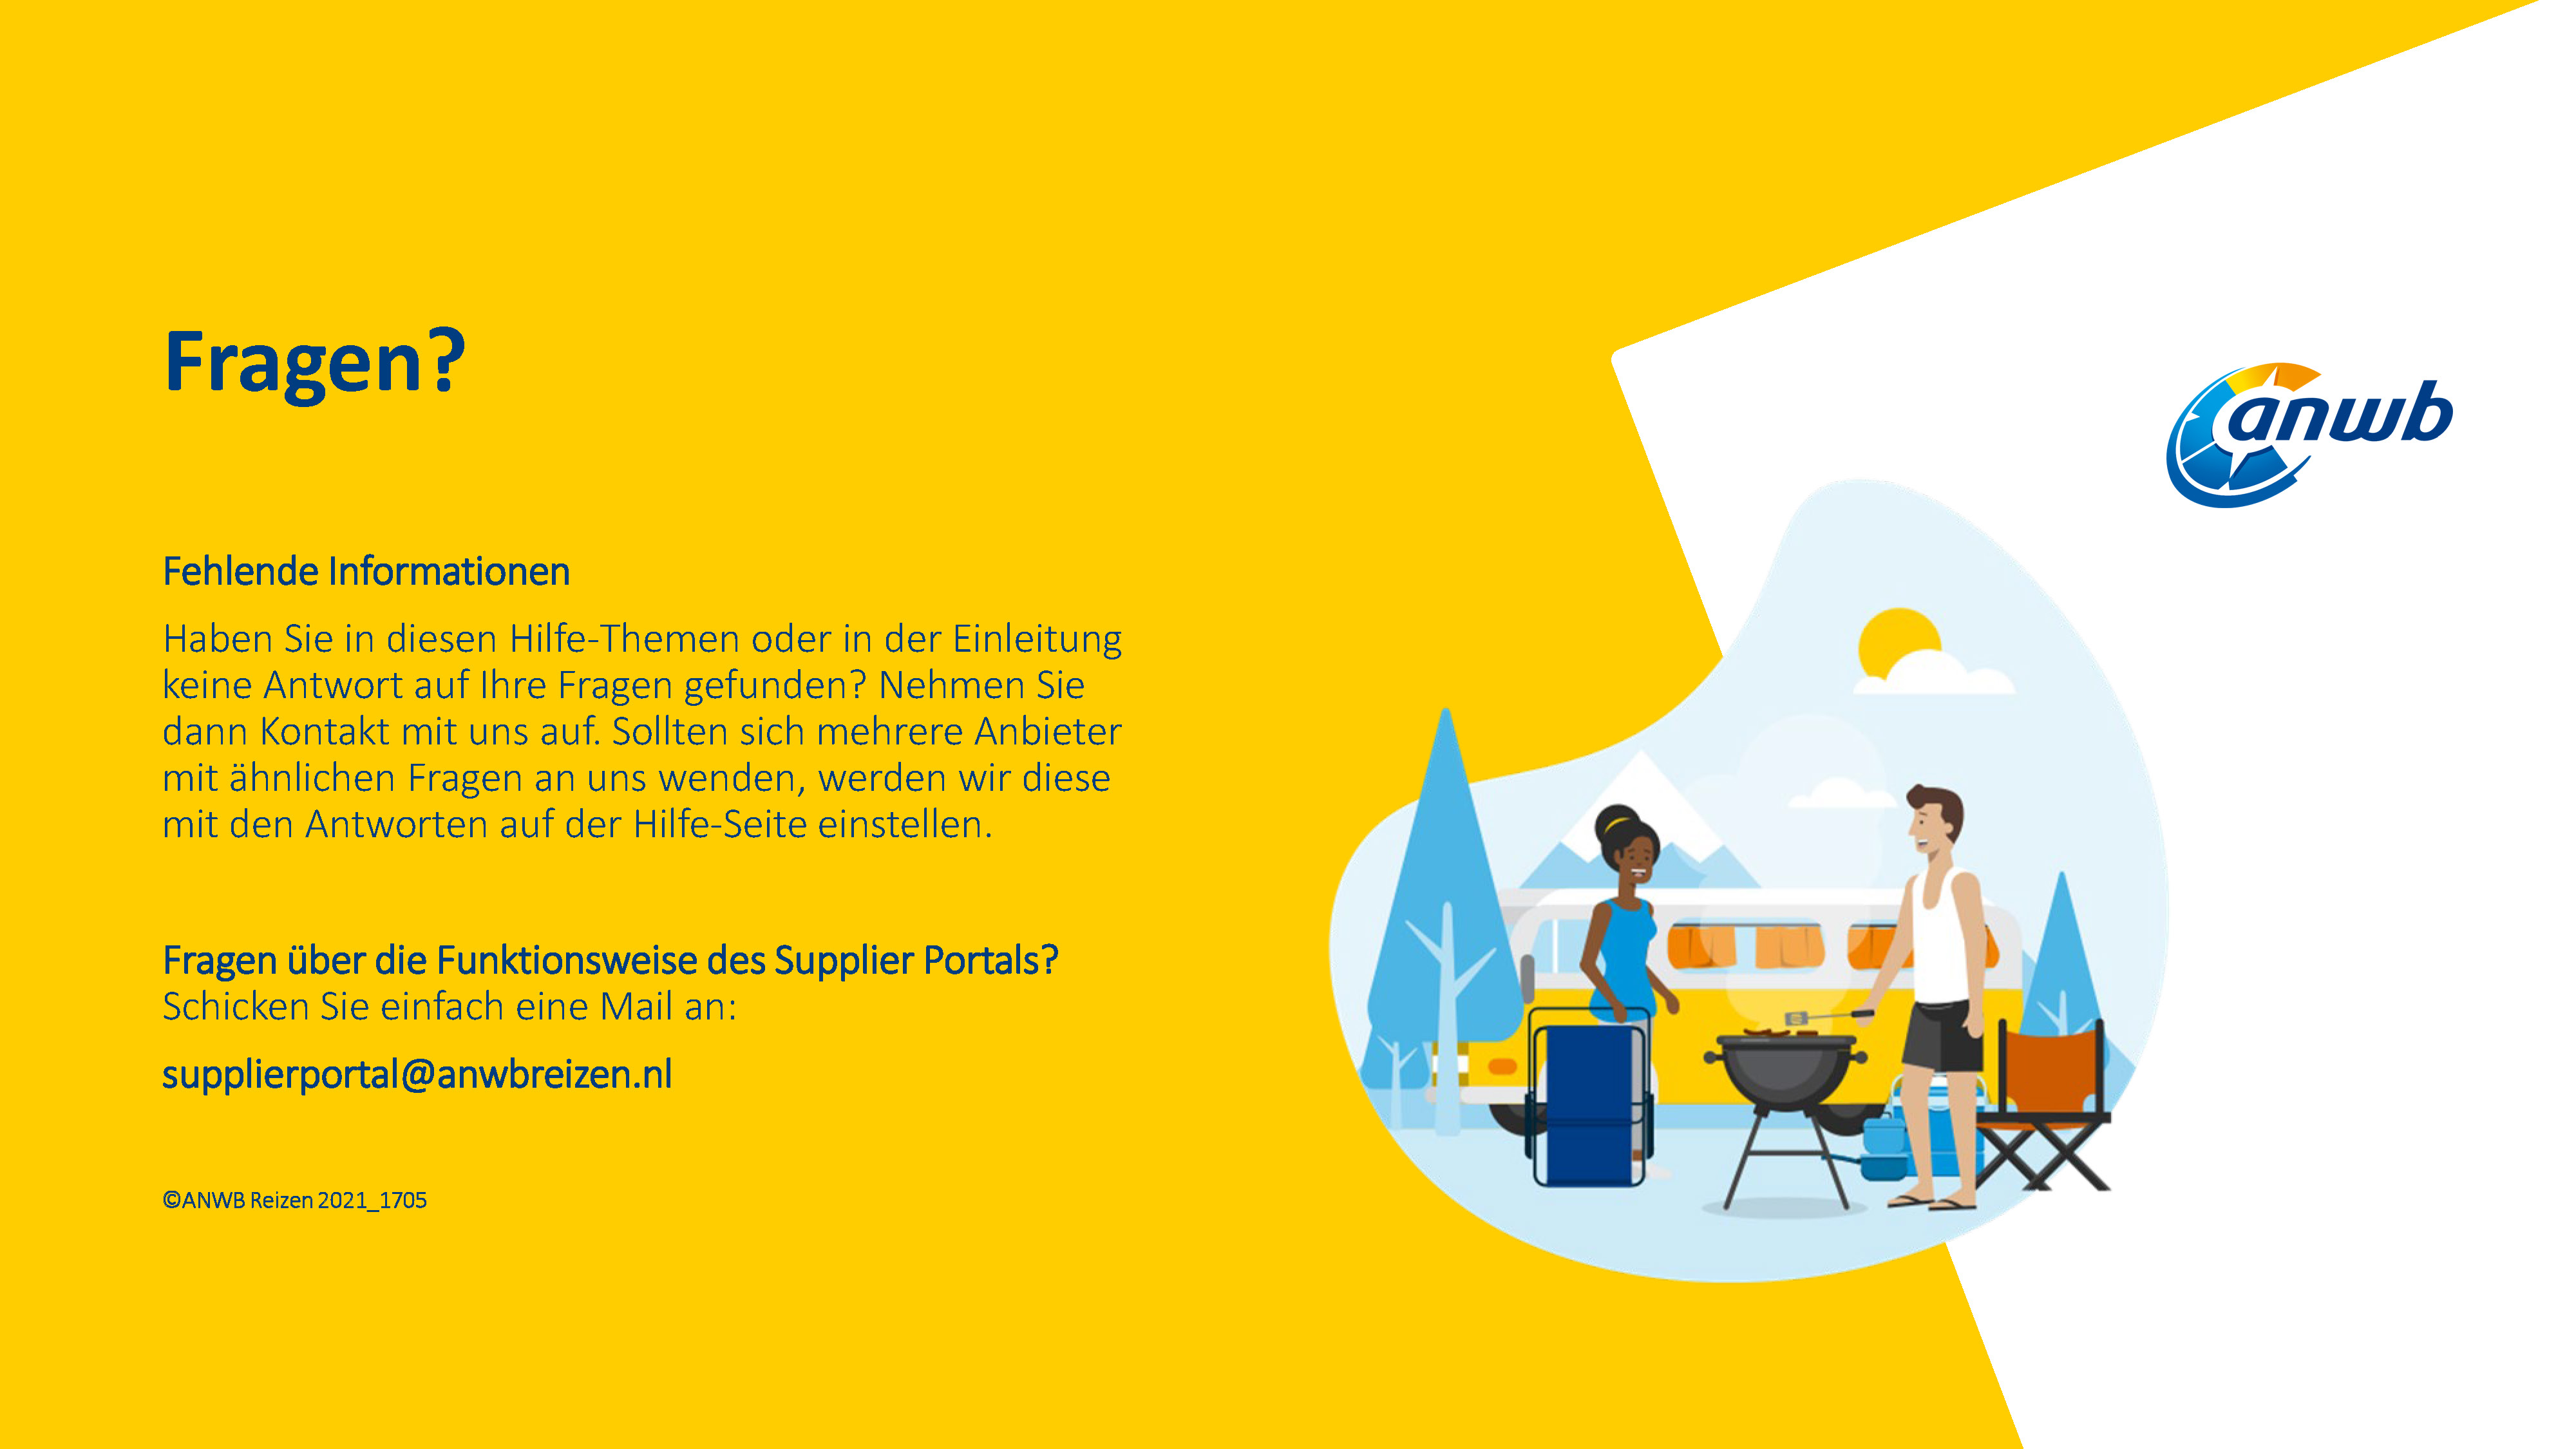 Fragen?
anwb
Fehlende Informationen
Haben Sie in diesen Hilfe-Themen oder in der Einleitung
keine Antwort auf Ihre Fragen gefunden? Nehmen Sie
dann Kontakt mit uns auf. Sollten sich mehrere Anbieter
mit ähnlichen Fragen an uns wenden, werden wir diese
mit den Antworten auf der Hilfe-Seite einstellen.
Fragen über die Funktionsweise des Supplier Portals?
Schicken Sie einfach eine Mail an:
supplierportal@anwbreizen.nl
©ANWB Reizen 2021_1705